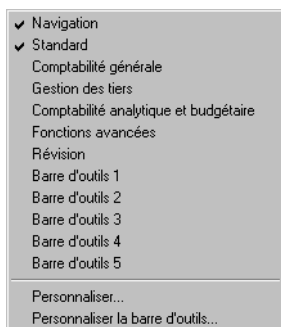 Navigation
Standard
Comptabilité générale
Gestion des tiers
Comptabilité analytique et budgétaire
Fonctions avancées
Révision
Barre d'outils 1
Barre d'outils 2
Barre d'outils 3
Barre d'outils 4
Barre d'outils 5
Personnaliser...
Personnaliser la barre d'outils...